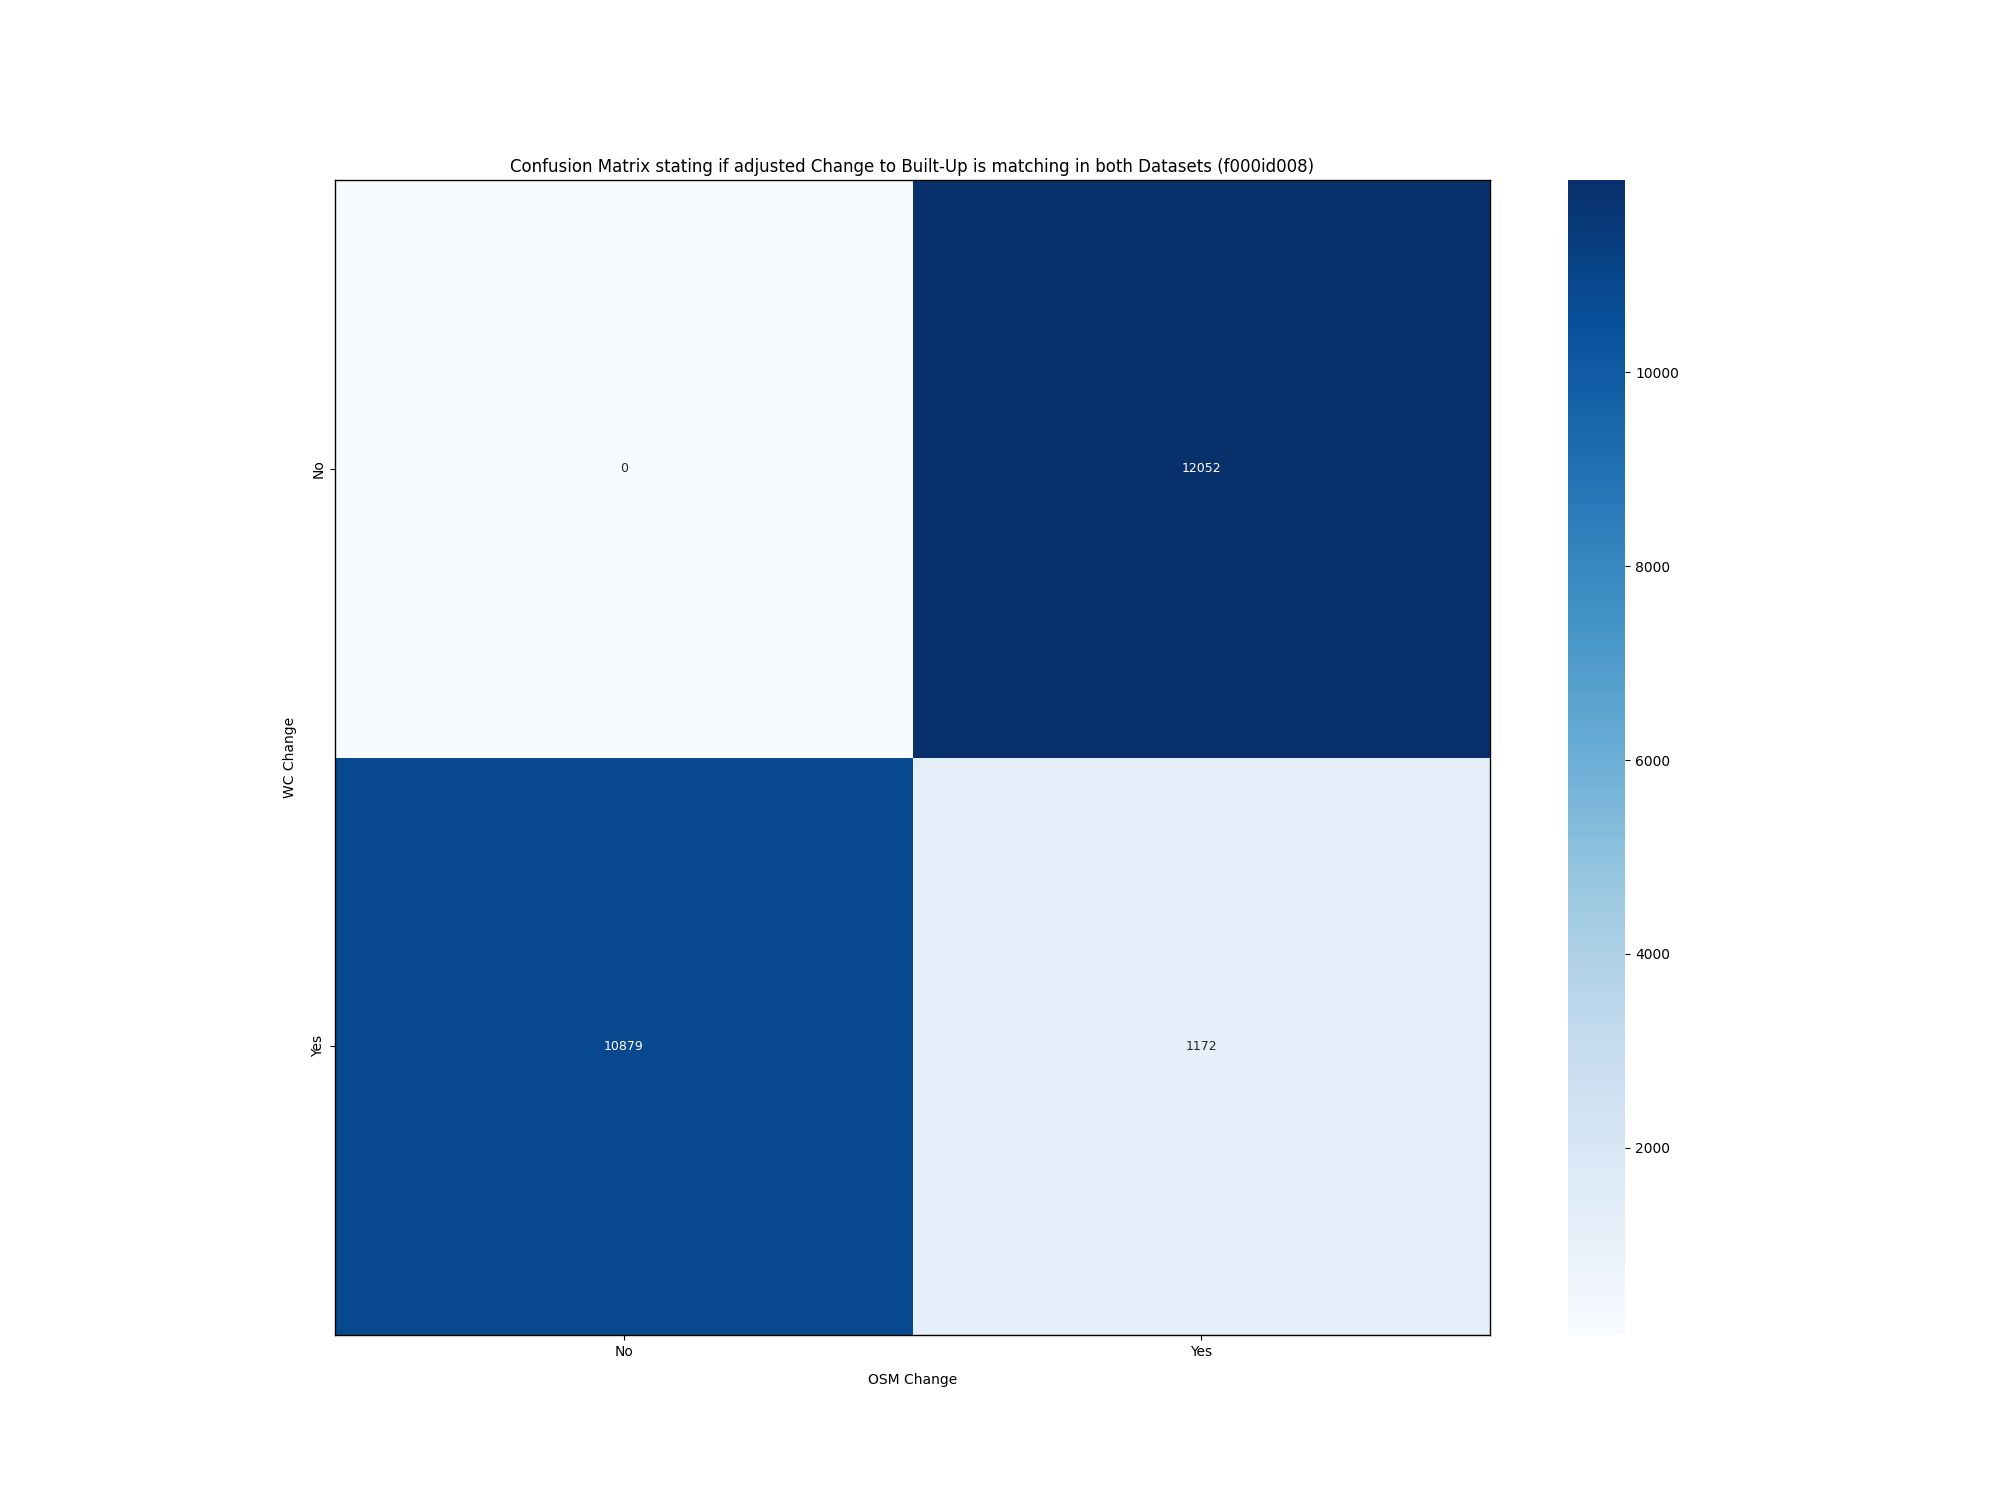 Confusion Matrix stating if adjusted Change to Built-Up is matching in both Datasets (f000id008)
No
0
12052
WC Change
Yes
10879
1172
No
Yes
OSM Change
10000
8000
6000
4000
2000